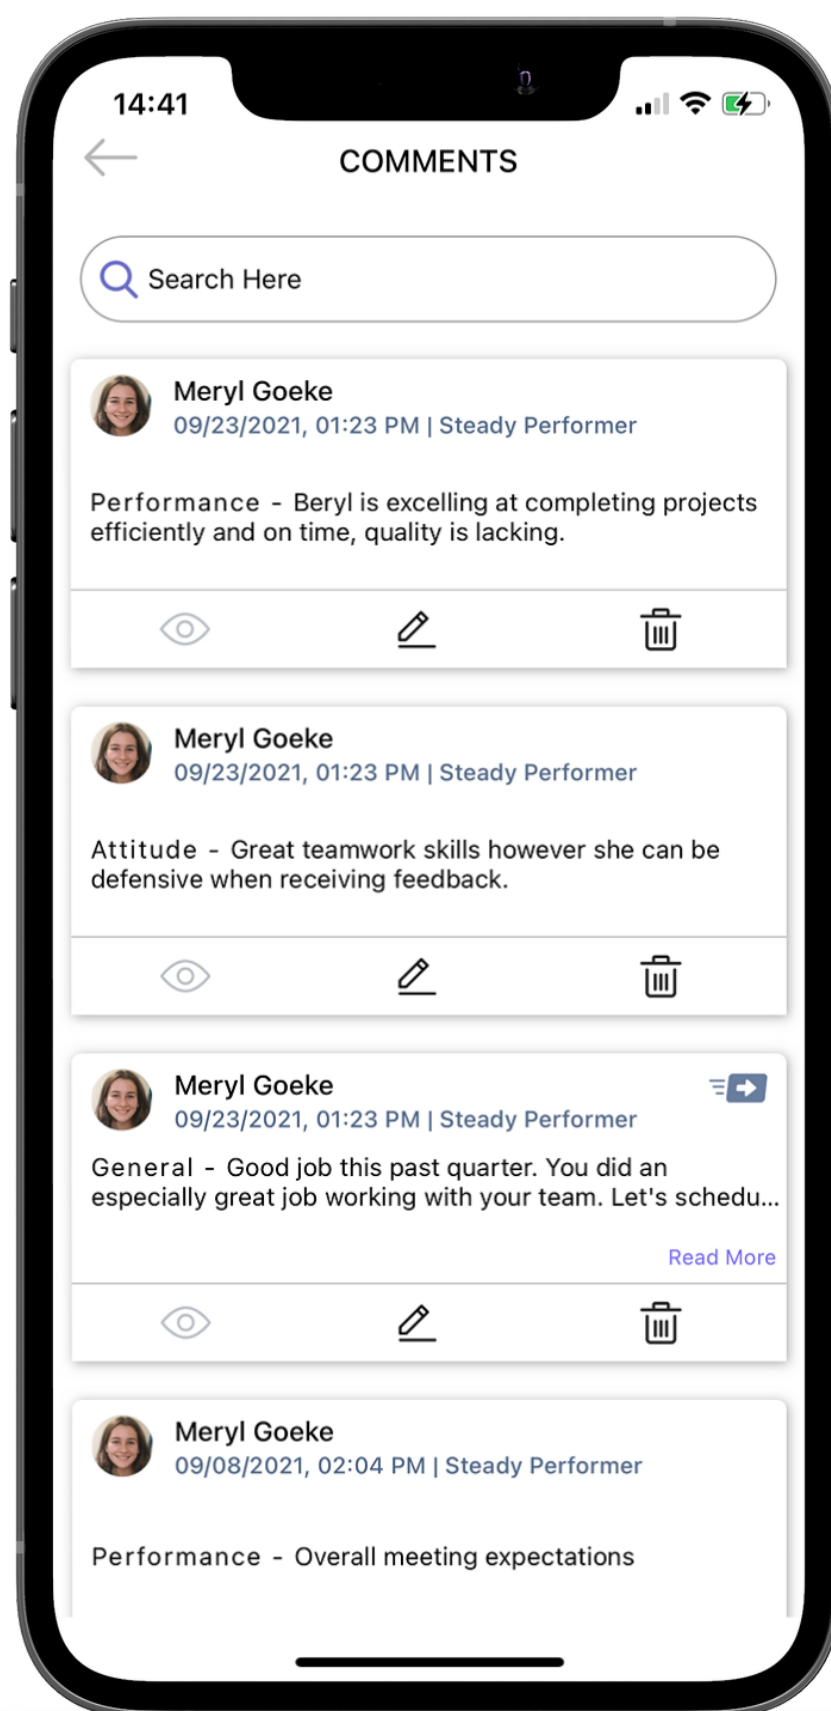 14:41
COMMENTS
Search Here
Meryl Goeke
09/23/2021, 01:23 PM | Steady Performer
Performance - Beryl is excelling at completing projects
efficiently and on time, quality is lacking.
Meryl Goeke
09/23/2021, 01:23 PM | Steady Performer
Attitude - Great teamwork skills however she can be
defensive when receiving feedback.
Meryl Goeke
09/23/2021, 01:23 PM | Steady Performer
General - Good job this past quarter. You did an
especially great job working with your team. Let's schedu...
Read More
Meryl Goeke
09/08/2021, 02:04 PM | Steady Performer
Performance - Overall meeting expectations